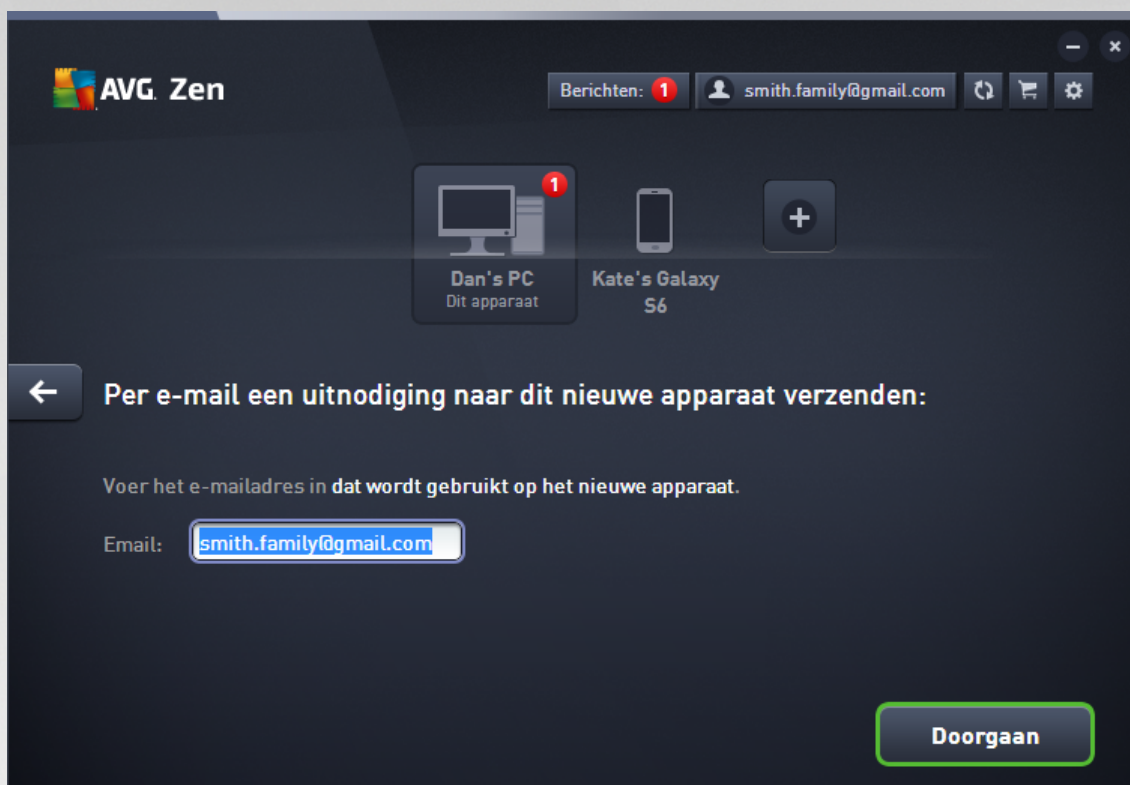 AVG. Zen
Berichten: 1
smith.family@gmail.com
1
Dan's PC
Dit apparaat
Kate's Galaxy
S6
Per e-mail een uitnodiging naar dit nieuwe apparaat verzenden:
Voer het e-mailadres in dat wordt gebruikt op het nieuwe apparaat.
Email: smith.family@gmail.com
Doorgaan